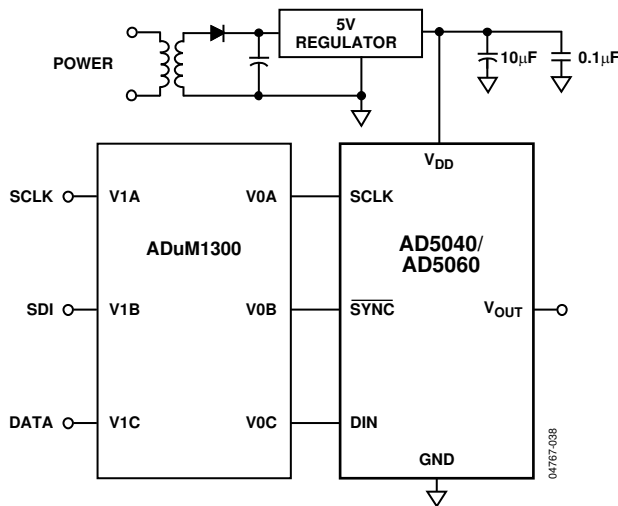 5V
REGULATOR
POWER
10µF
0.1µF
VDD
SCLK
V1A
V0A
SCLK
ADuM1300
AD5040/
AD5060
SDI
V1B
V0B
SYNC
VOUT
DATA
V1C
V0C
DIN
GND
04767-038